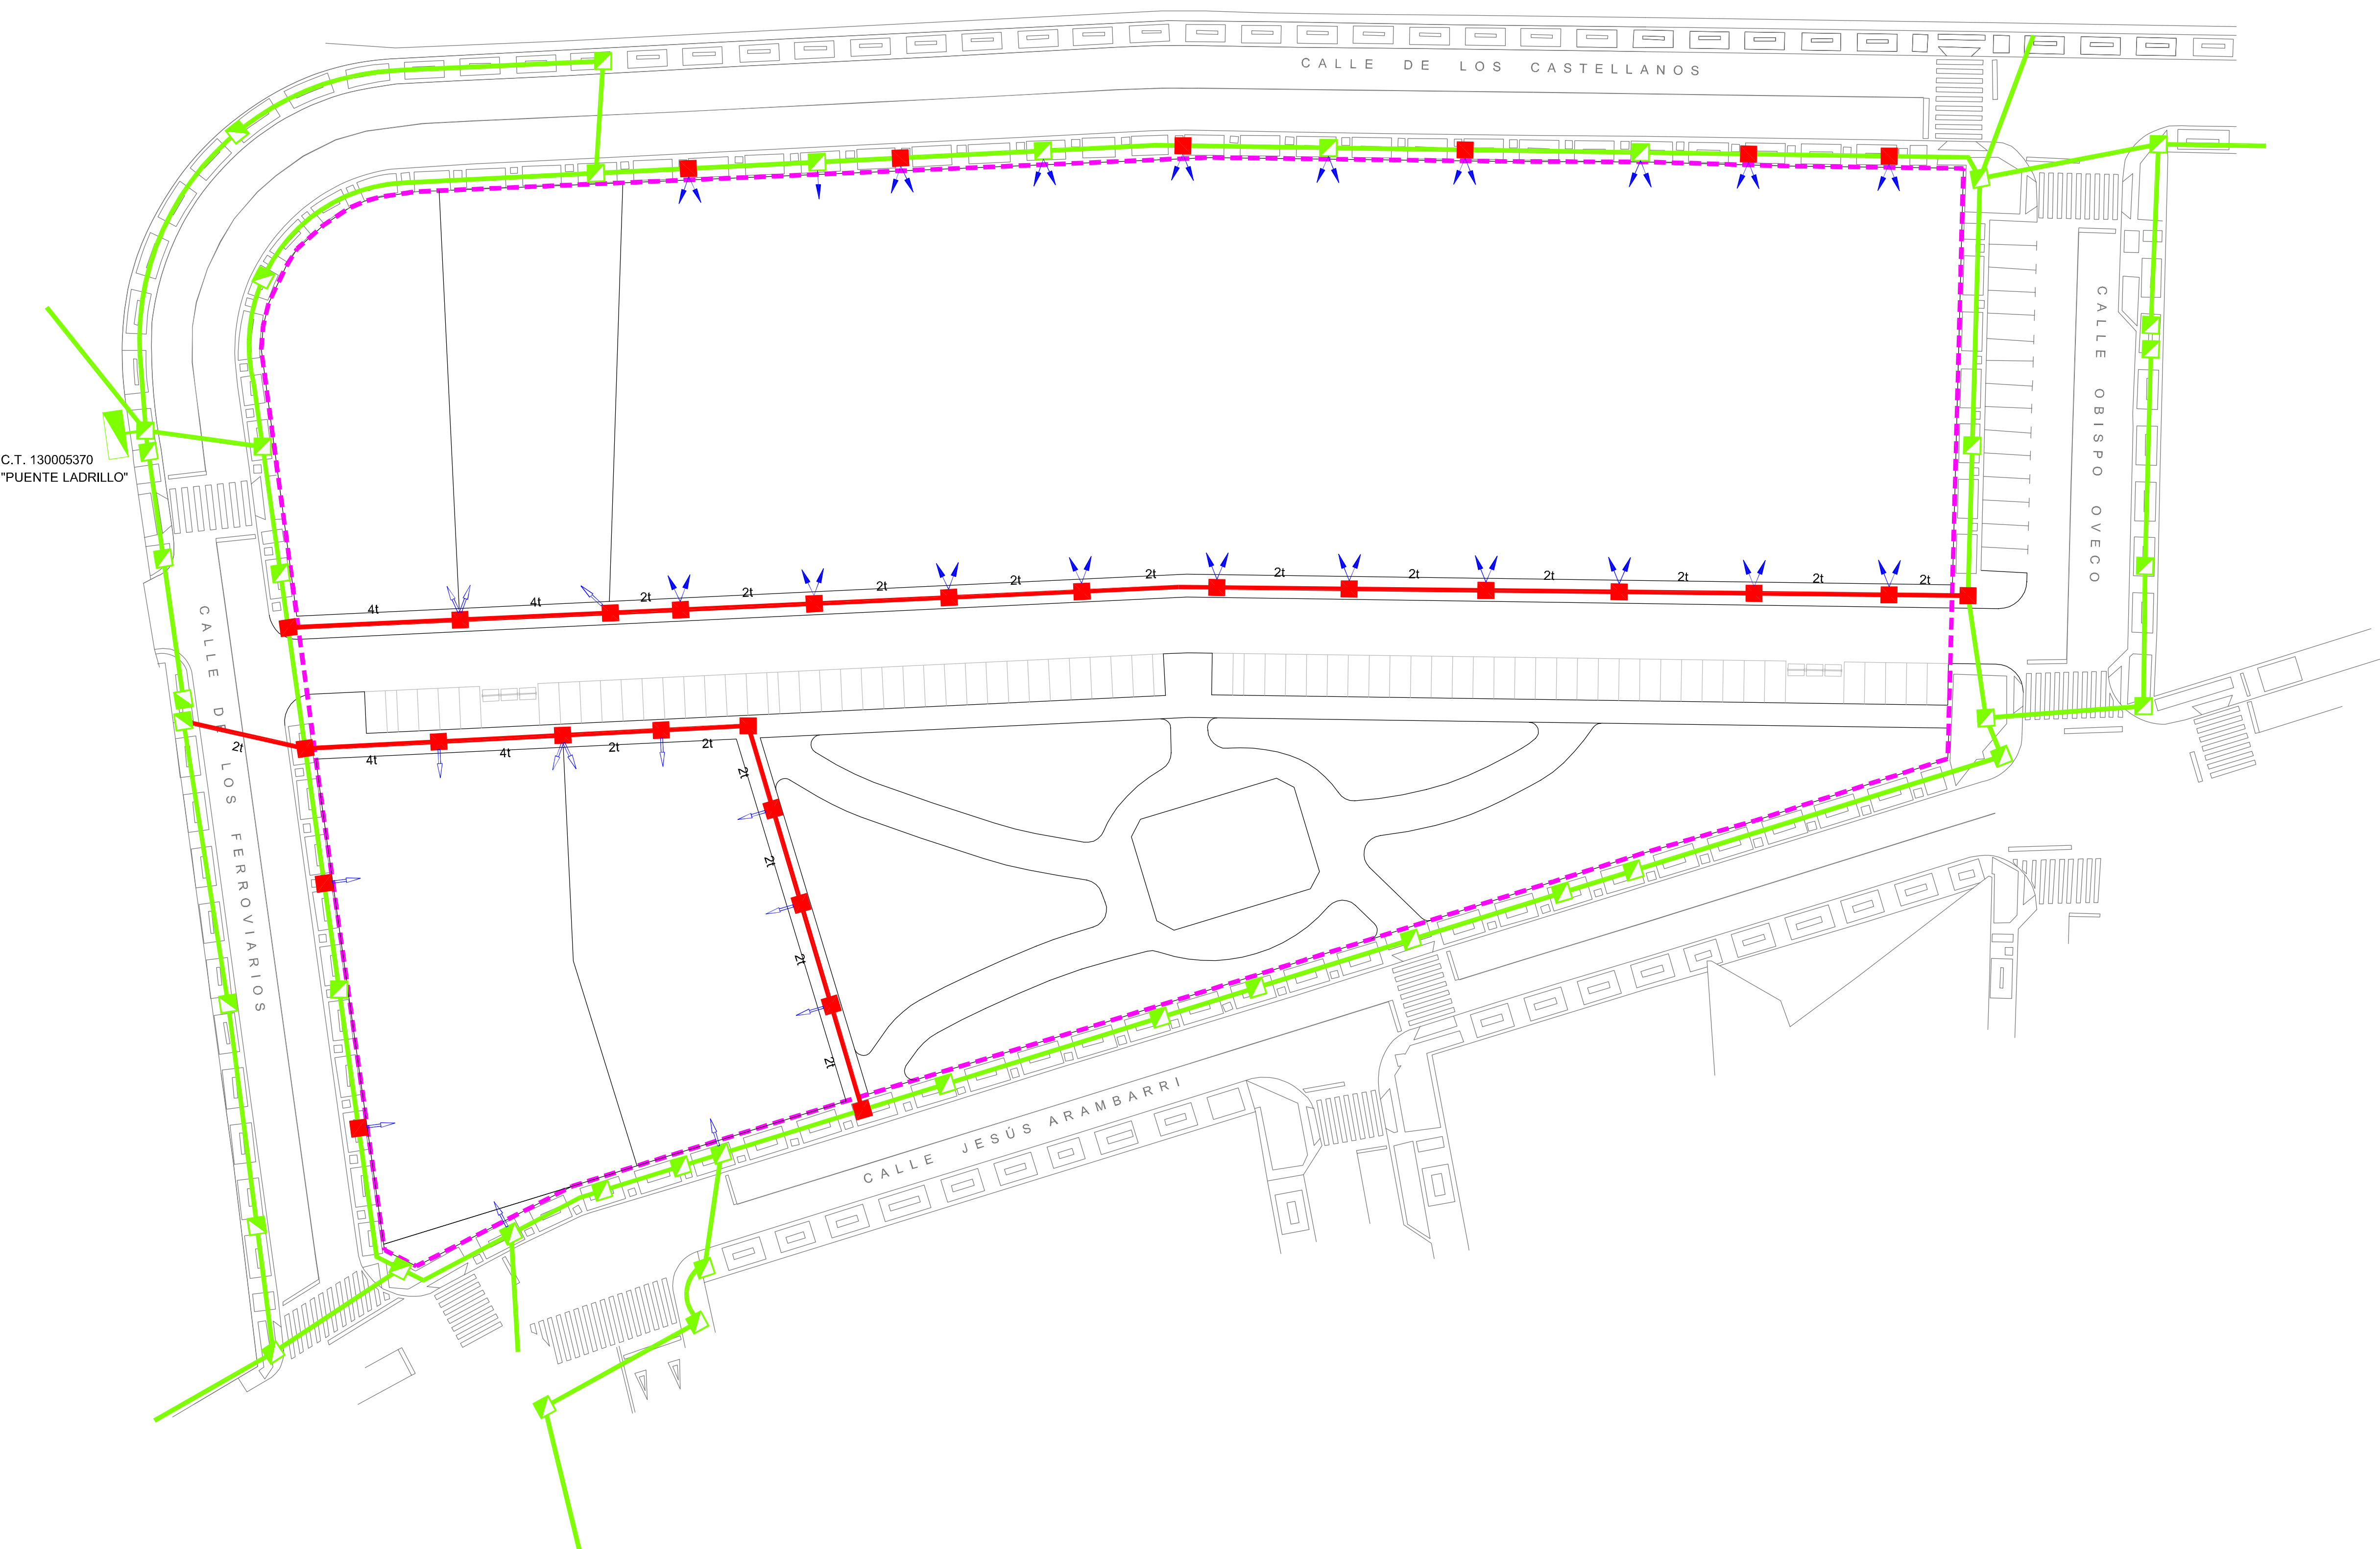 CALLE DE LOS CASTELLANOS
CALLE OBISPO OVECO
C.T. 130005370
"PUENTE LADRILLO"
4t
4t
2t
2t
2t
2t
2t
2t
2t
2t
2t
2t
2t
CALLE DE LOS FERROVIARIOS
2t
4t
4t
2t
2t
2t
2t
2t
2t
CALLE JESÚS ARAMBARRI